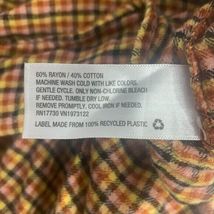 60% RAYON / 40% COTTON
MACHINE WASH COLD WITH LIKE COLORS.
GENTLE CYCLE. ONLY NON-CHLORINE BLEACH
IF NEEDED. TUMBLE DRY LOW.
REMOVE PROMPTLY. COOL IRON IF NEEDED.
RN17730 VN1973122
LABEL MADE FROM 100% RECYCLED PLASTIC